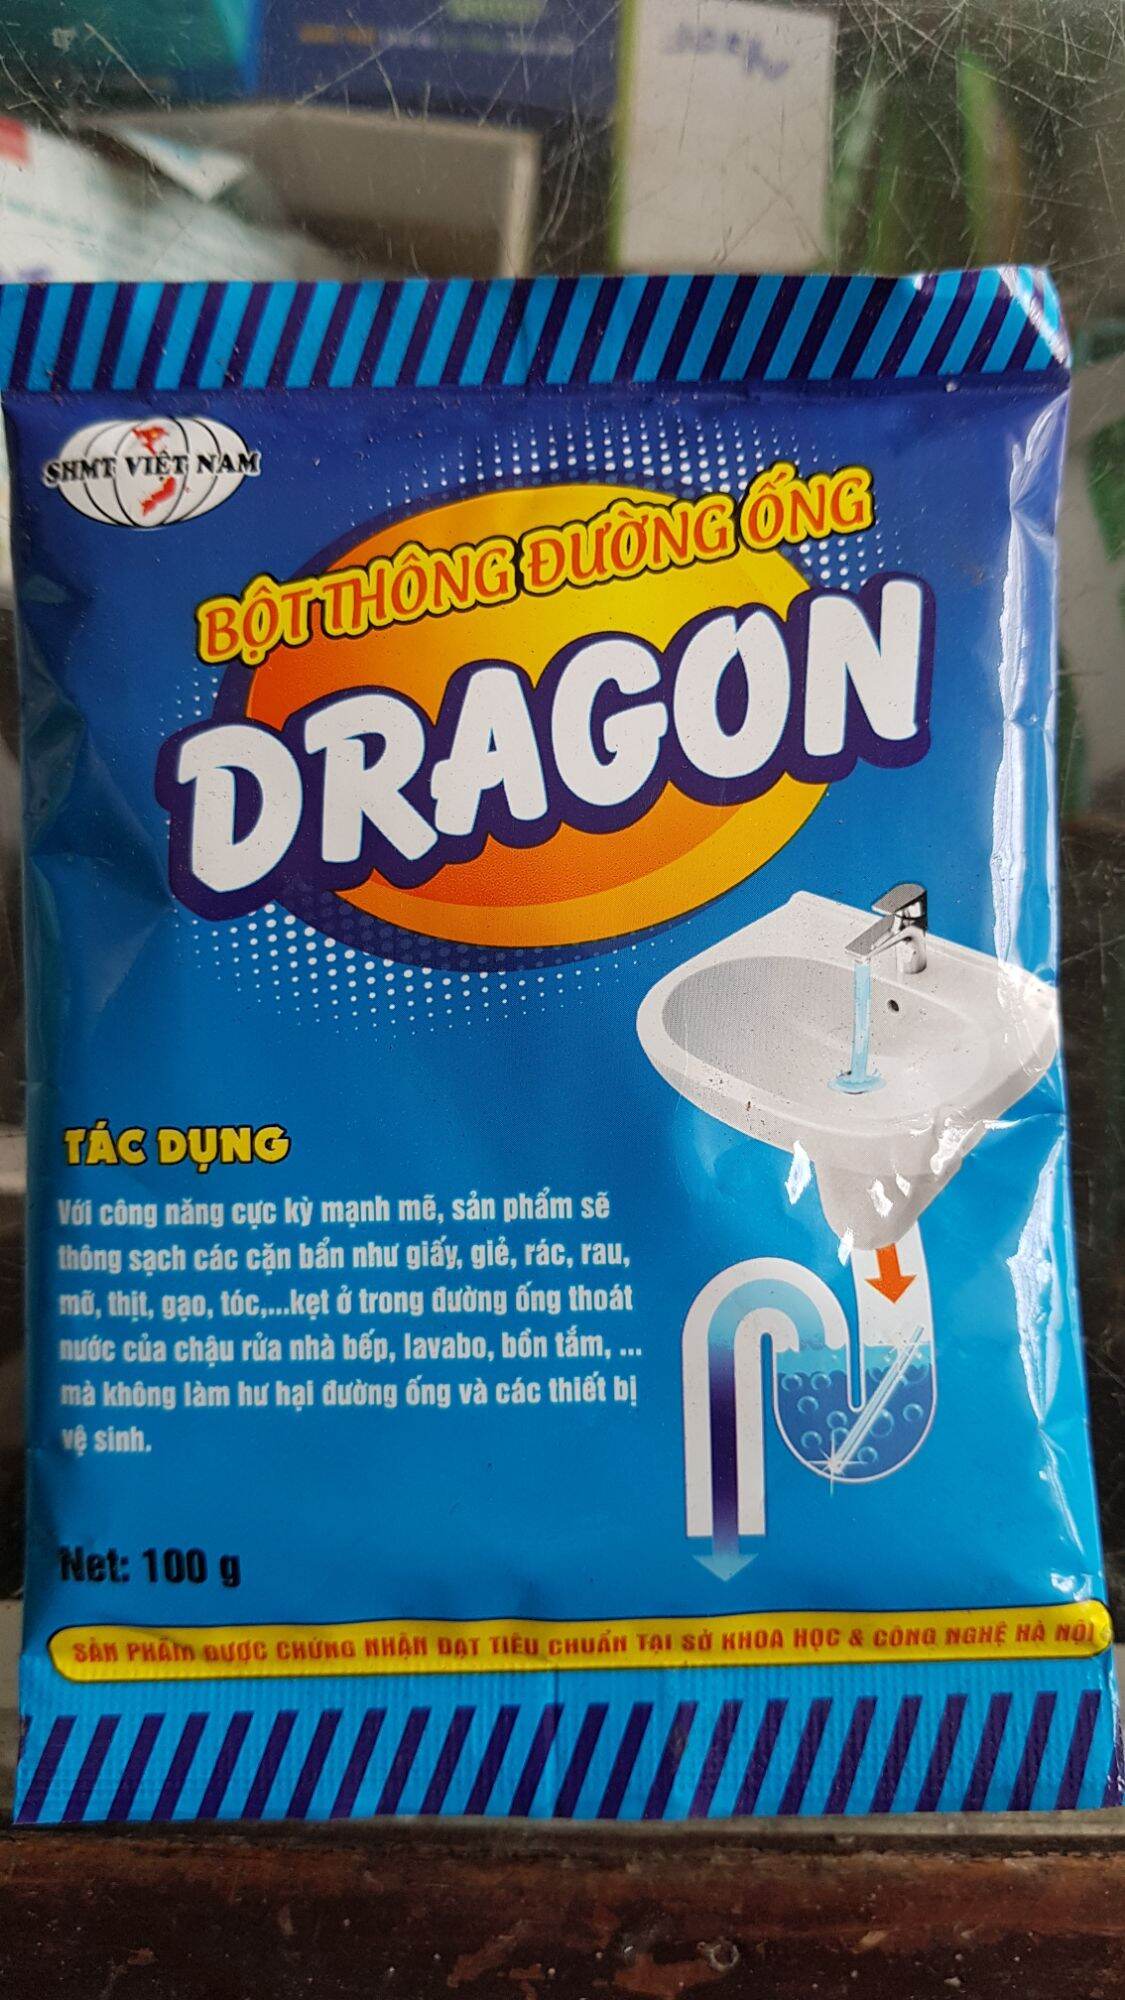 SHMT VIỆT NAM
BỘT THÔNG ĐƯỜNG ỐNG
DRAGON
TÁC DỤNG
Với công năng cực kỳ mạnh mẽ, sản phẩm sẽ
thông sạch các cặn bẩn như giấy, giẻ, rác, rau,
mỡ, thịt, gạo, tóc,...kẹt ở trong đường ống thoát
nước của chậu rửa nhà bếp, lavabo, bồn tắm, ...
mà không làm hư hại đường ống và các thiết bị
vệ sinh.
Net: 100 g
SẢN PHẨM ĐƯỢC CHỨNG NHẬN ĐẠT TIÊU CHUẨN TẠI SỞ KHOA HỌC & CÔNG NGHỆ HÀ NỘI